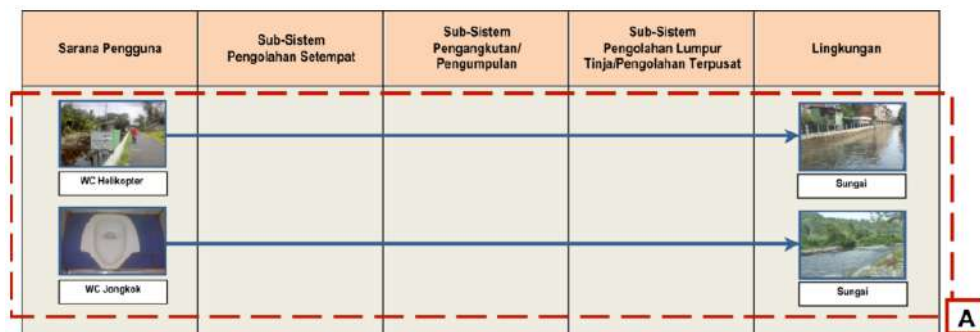 Sarana Pengguna
Sub-Sistem
Pengolahan Setempat
Sub-Sistem
Pengangkutan/
Pengumpulan
Sub-Sistem
Pengolahan Lumpur
Tinja/Pengolahan Terpusat
Lingkungan
WC Helikopter
Sungai
WC Jongkok
Sungai
A